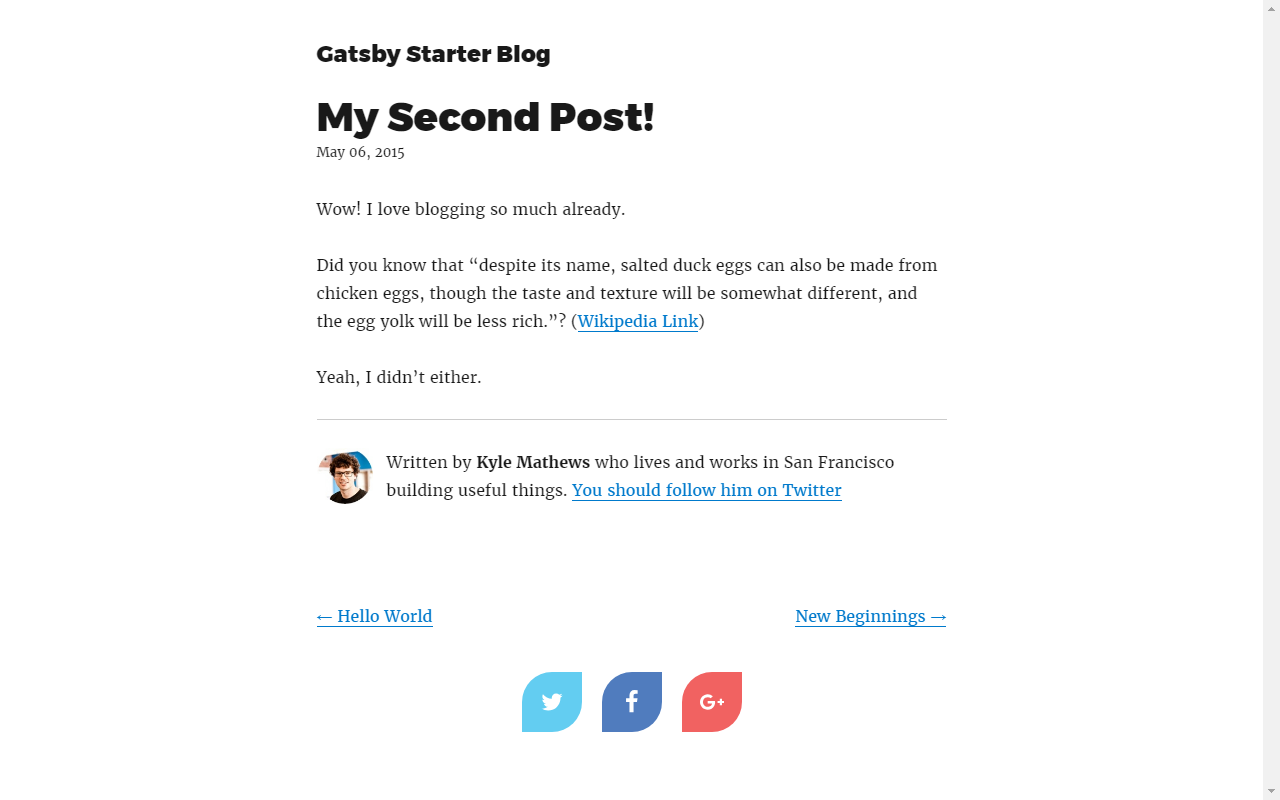 Gatsby Starter Blog
My Second Post!
May 06, 2015
Wow! I love blogging so much already.
Did you know that “despite its name, salted duck eggs can also be made from
chicken eggs, though the taste and texture will be somewhat different, and
the egg yolk will be less rich.”? (Wikipedia Link)
Yeah, I didn’t either.
Written by Kyle Mathews who lives and works in San Francisco
building useful things. You should follow him on Twitter
← Hello World
New Beginnings →
G+